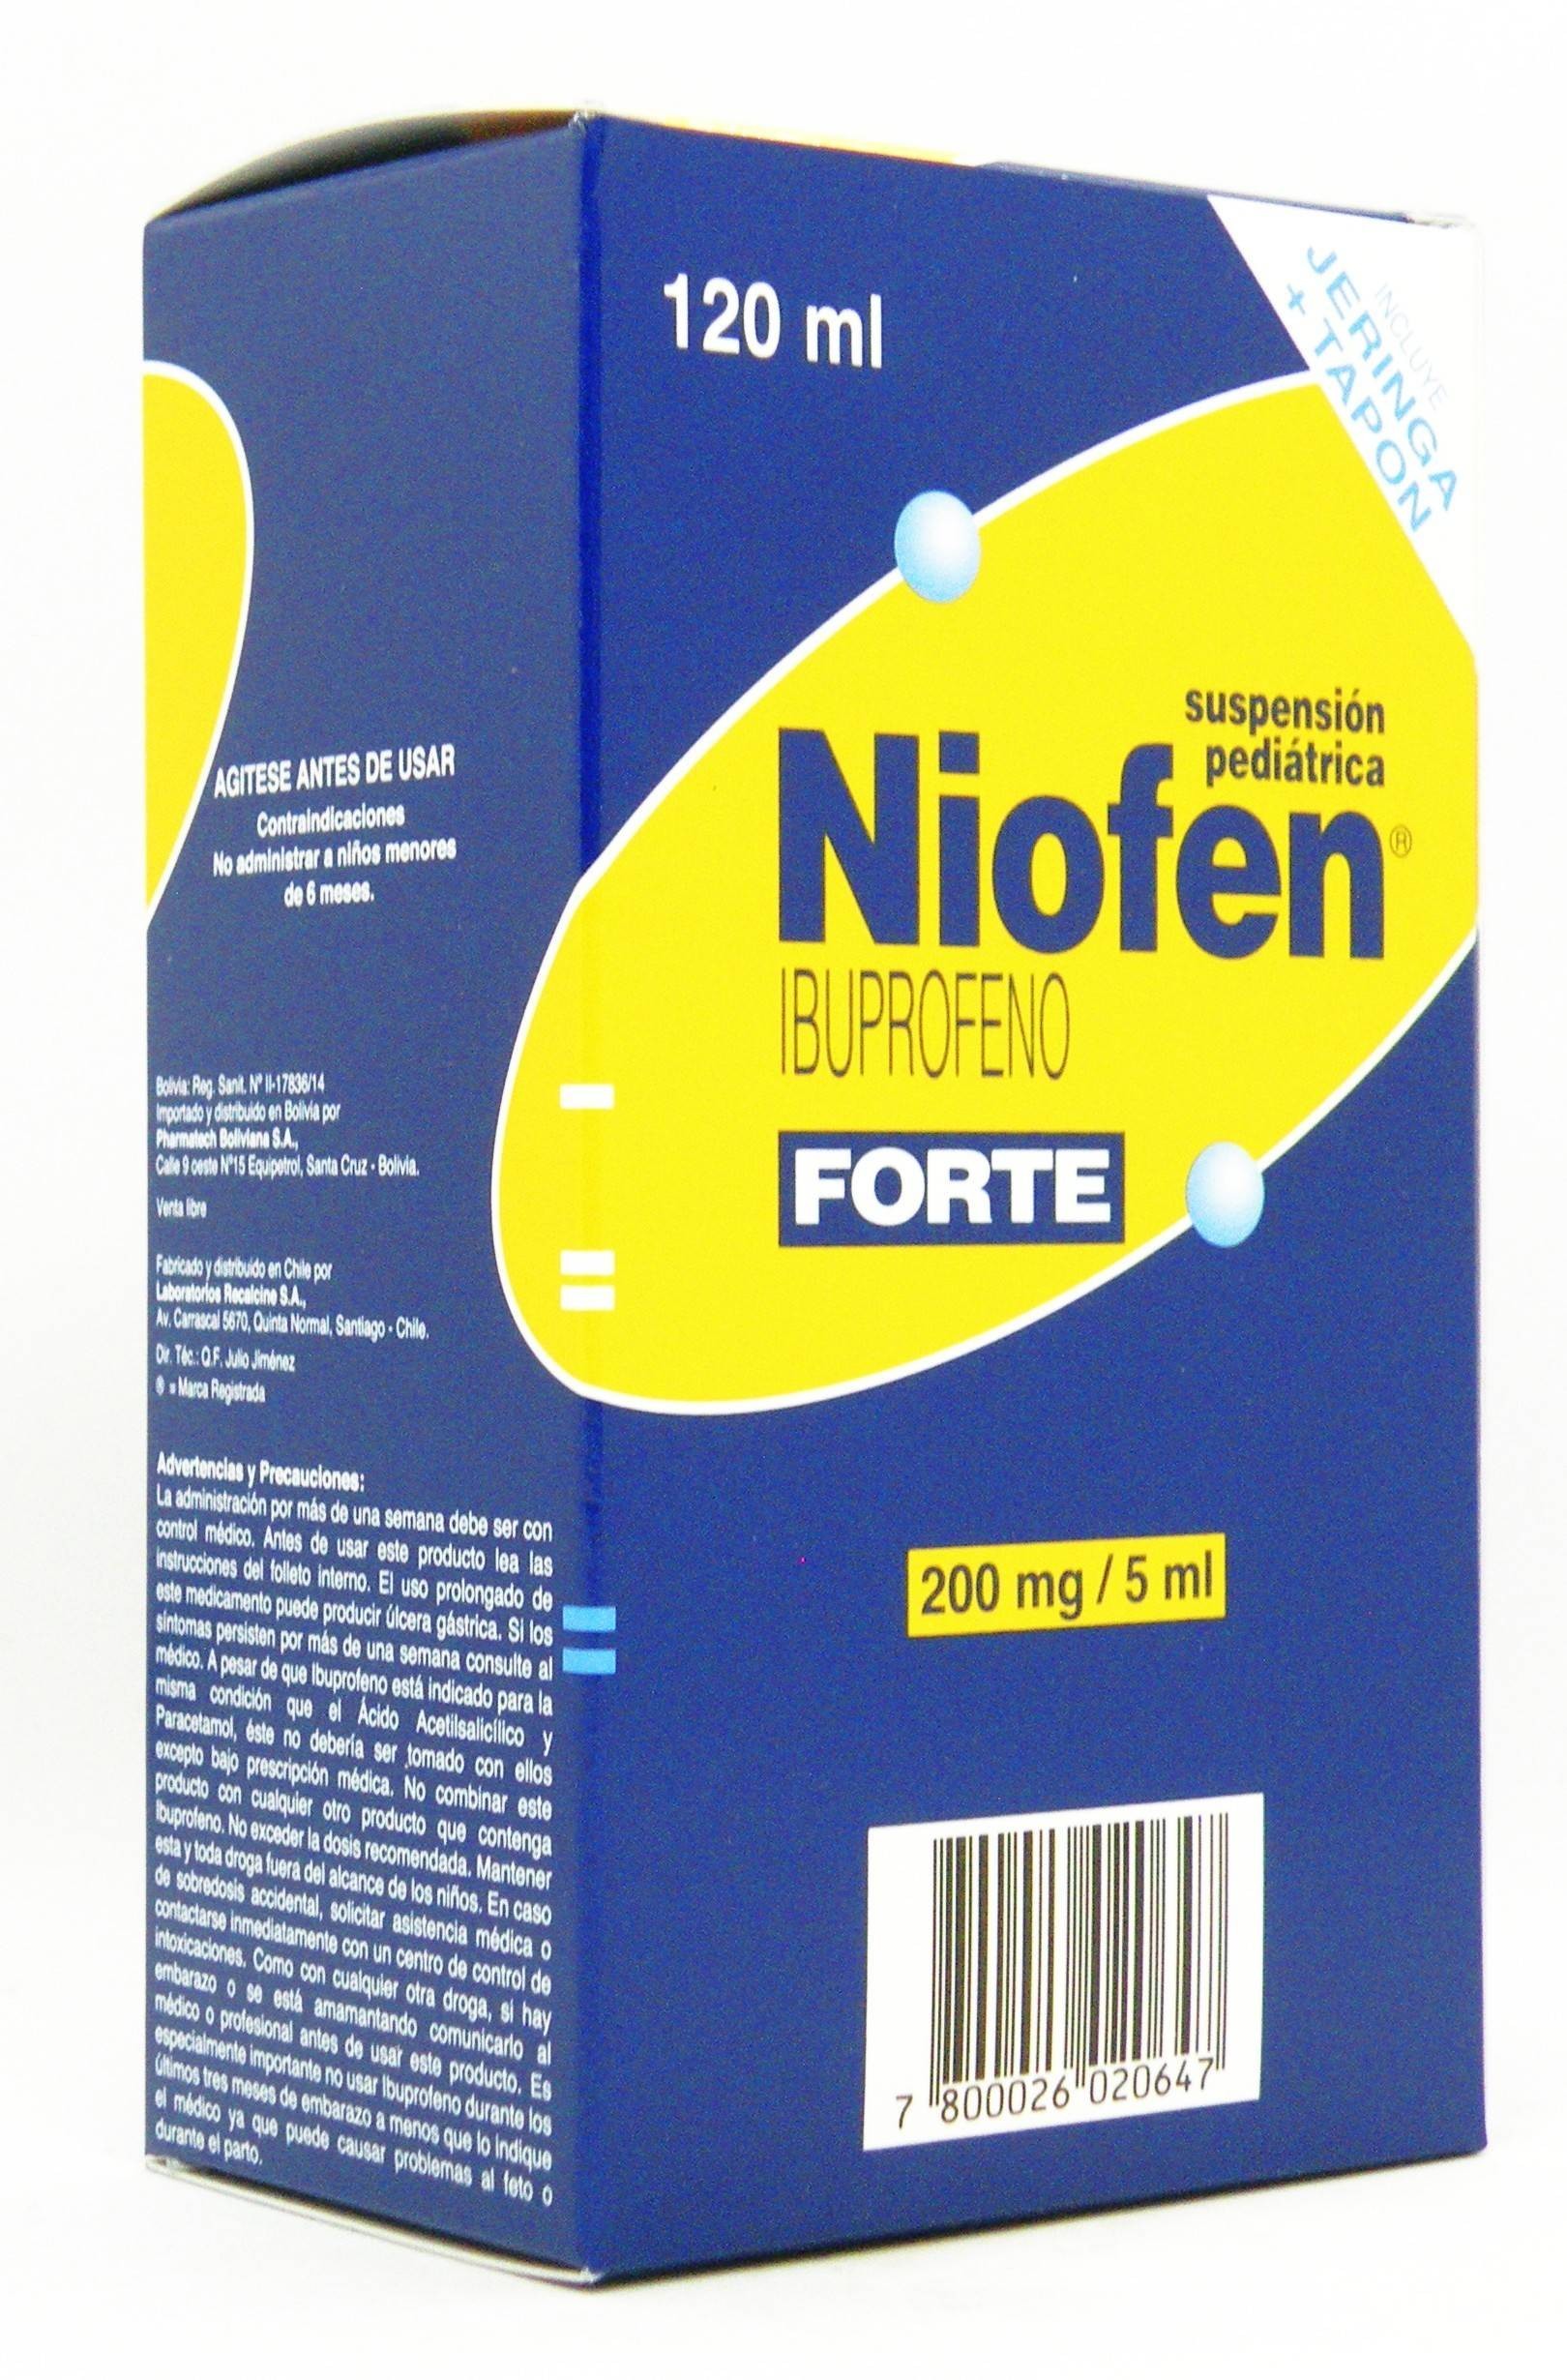 120 ml
INCLUYE
JERINGA
+ TAPON
suspensión
pediátrica
Niofen®
IBUPROFENO
FORTE
200 mg / 5 ml
7 800026 020647
AGITESE ANTES DE USAR
Contraindicaciones
No administrar a niños menores
de 6 meses.
Bolivia: Reg. Sanit. N° II-17836/14
Importado y distribuido en Bolivia por
Pharmatech Boliviana S.A.,
Calle 9 oeste N°15 Equipetrol, Santa Cruz - Bolivia.
Venta libre
Fabricado y distribuido en Chile por
Laboratorios Recalcine S.A.,
Av. Carrascal 5670, Quinta Normal, Santiago - Chile.
Dir. Téc.: Q.F. Julio Jiménez
® = Marca Registrada
Advertencias y Precauciones:
La administración por más de una semana debe ser con
control médico. Antes de usar este producto lea las
instrucciones del folleto interno. El uso prolongado de
este medicamento puede producir úlcera gástrica. Si los
síntomas persisten por más de una semana consulte al
médico. A pesar de que Ibuprofeno está indicado para la
misma condición que el Ácido Acetilsalicílico y
Paracetamol, éste no debería ser tomado con ellos
excepto bajo prescripción médica. No combinar este
producto con cualquier otro producto que contenga
Ibuprofeno. No exceder la dosis recomendada. Mantener
esta y toda droga fuera del alcance de los niños. En caso
de sobredosis accidental, solicitar asistencia médica o
contactarse inmediatamente con un centro de control de
intoxicaciones. Como con cualquier otra droga, si hay
embarazo o se está amamantando comunicarlo al
médico o profesional antes de usar este producto. Es
especialmente importante no usar Ibuprofeno durante los
últimos tres meses de embarazo a menos que lo indique
el médico ya que puede causar problemas al feto o
durante el parto.